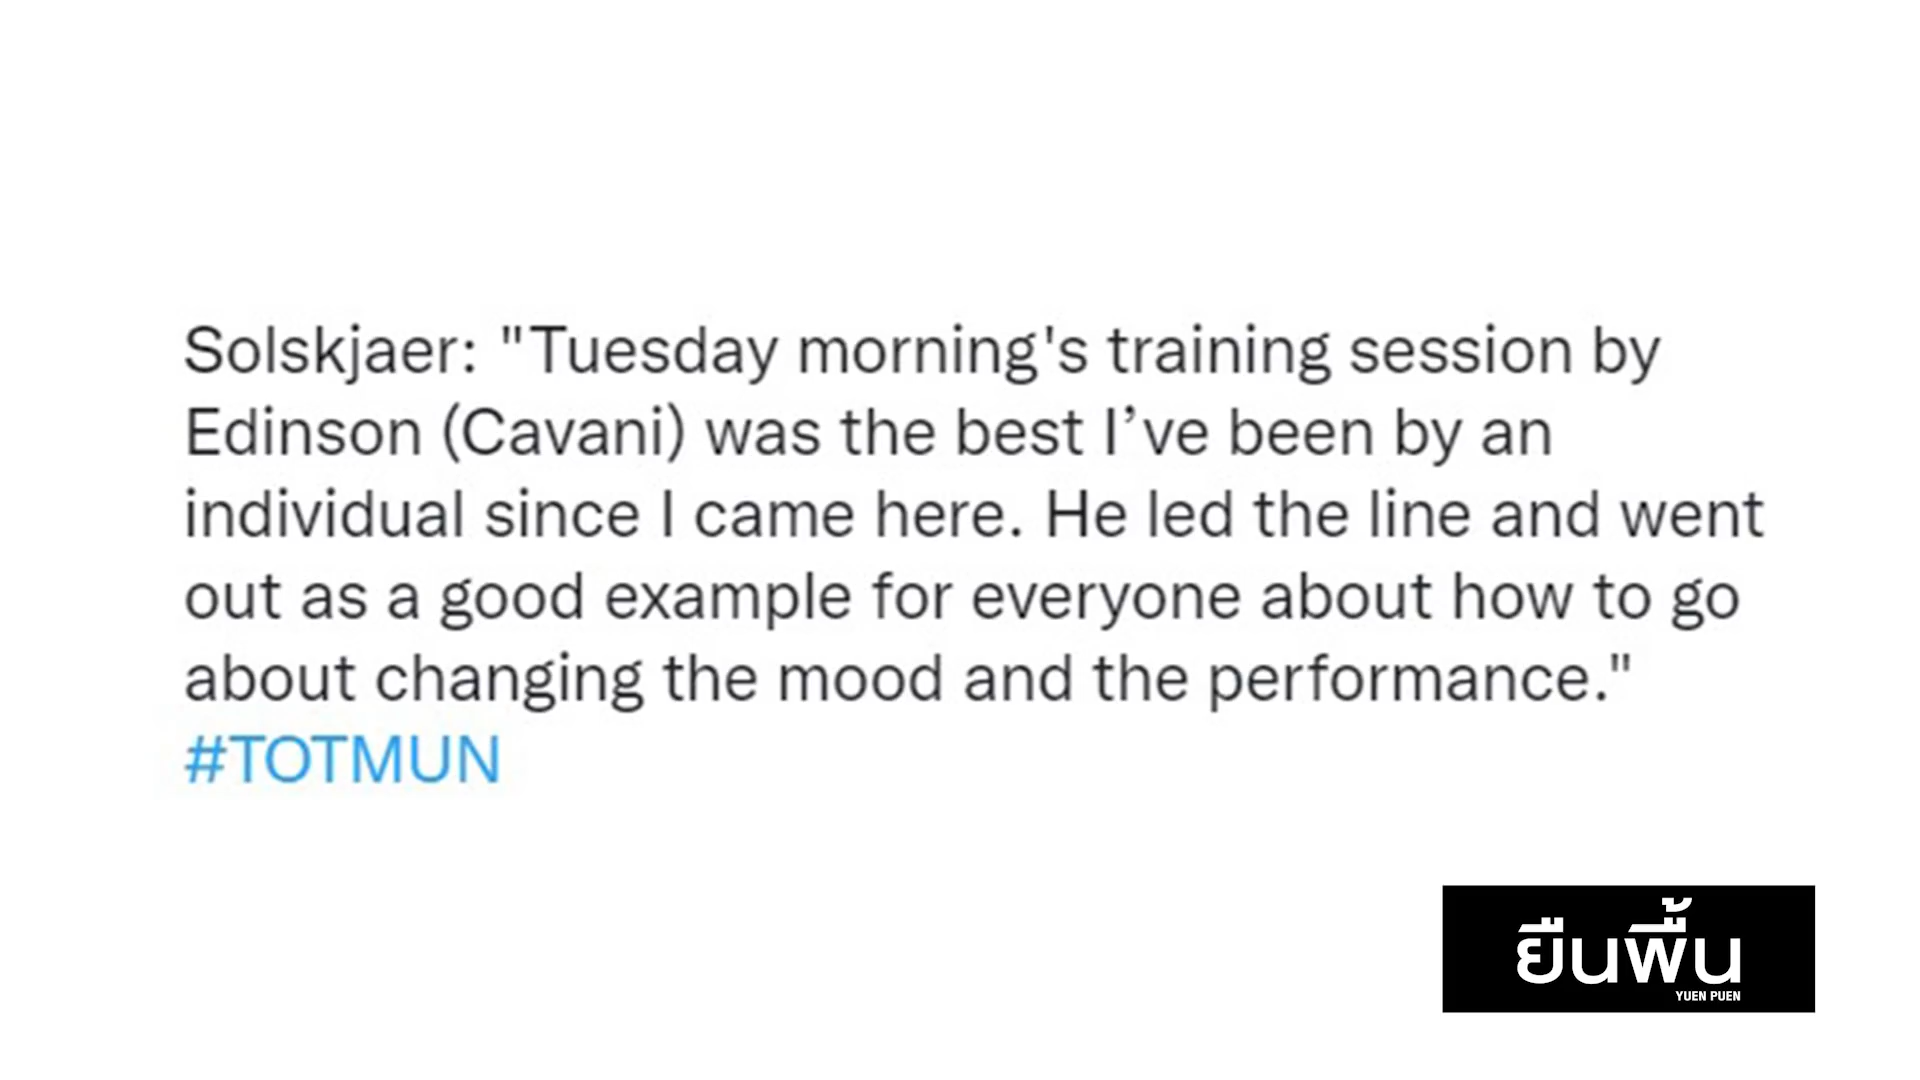 Solskjaer: "Tuesday morning's training session by
Edinson (Cavani) was the best I’ve been by an
individual since I came here. He led the line and went
out as a good example for everyone about how to go
about changing the mood and the performance."
#TOTMUN
ยืนพื้น
YUEN PUEN